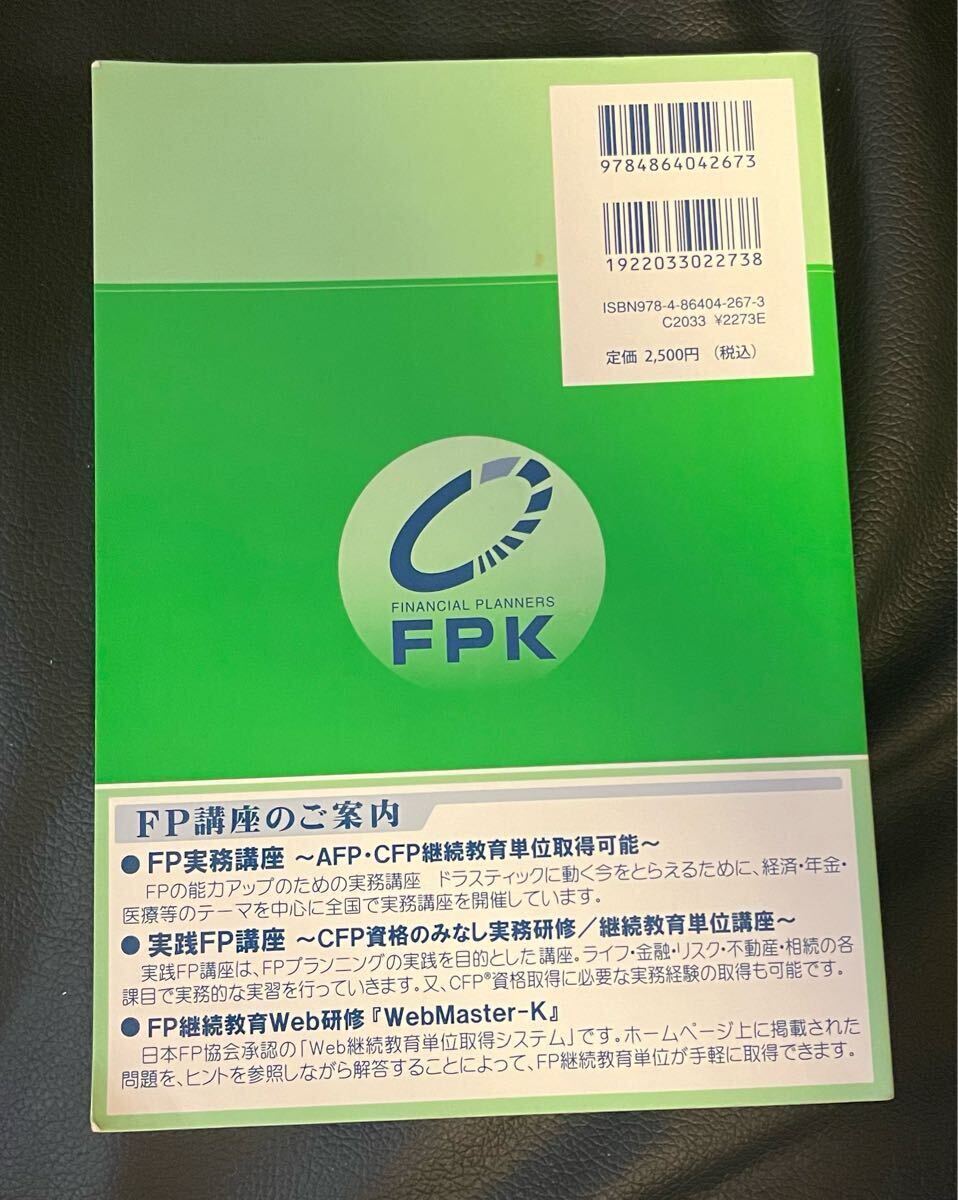 9784864042673
1922033022738
ISBN978-4-86404-267-3
C2033 ¥2273E
定価 2,500円 （税込）
FINANCIAL PLANNERS
FPK
FP講座のご案内
● FP実務講座 ～AFP・CFP継続教育単位取得可能～
FPの能力アップのための実務講座 ドラスティックに動く今をとらえるために、経済・年金・
医療等のテーマを中心に全国で実務講座を開催しています。
● 実践FP講座 ～CFP資格のみなし実務研修／継続教育単位講座～
実践FP講座は、FPプランニングの実践を目的とした講座。ライフ・金融・リスク・不動産・相続の各
課目で実務的な実習を行っていきます。又、CFP®資格取得に必要な実務経験の取得も可能です。
● FP継続教育Web研修『WebMaster-K』
日本FP協会承認の「Web継続教育単位取得システム」です。ホームページ上に掲載された
問題を、ヒントを参照しながら解答することによって、FP継続教育単位が手軽に取得できます。